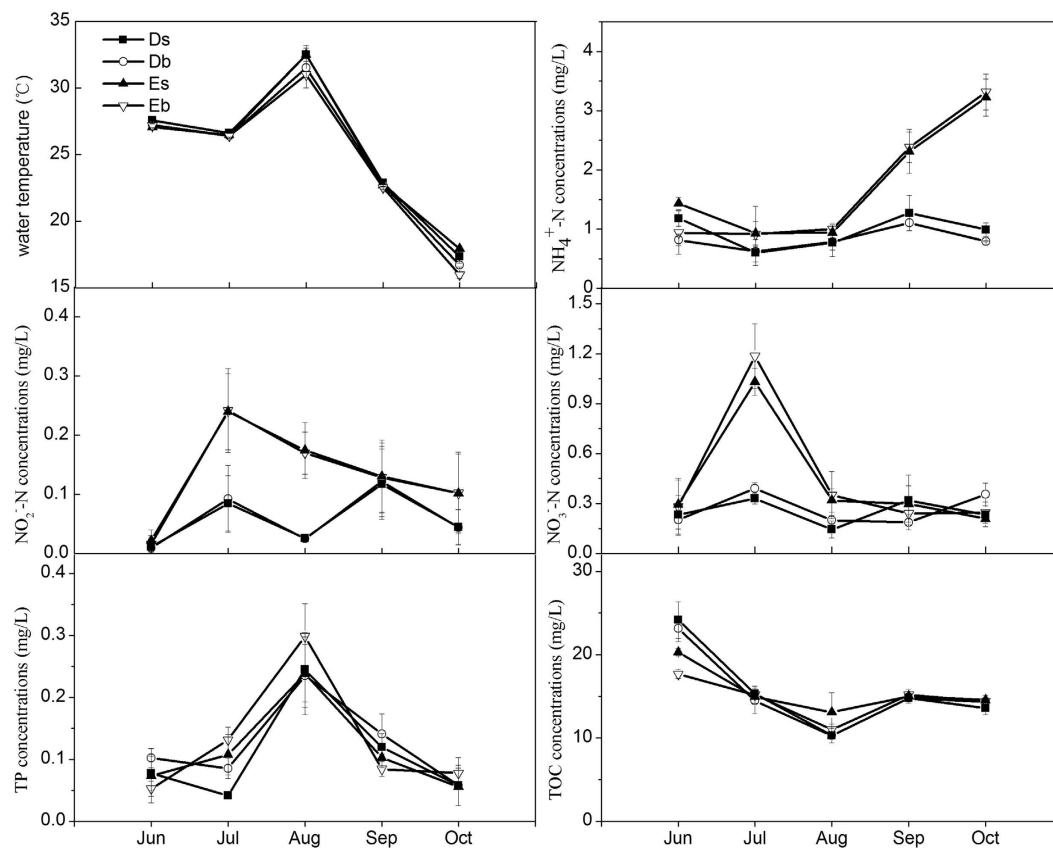 water temperature (℃)
35
30
25
20
15
Ds
Db
Es
Eb
NH4+-N concentrations (mg/L)
4
3
2
1
0
NO2--N concentrations (mg/L)
0.4
0.3
0.2
0.1
0.0
NO3--N concentrations (mg/L)
1.5
1.2
0.9
0.6
0.3
0.0
TP concentrations (mg/L)
0.4
0.3
0.2
0.1
0.0
Jun Jul Aug Sep Oct
TOC concentrations (mg/L)
30
20
10
0
Jun Jul Aug Sep Oct